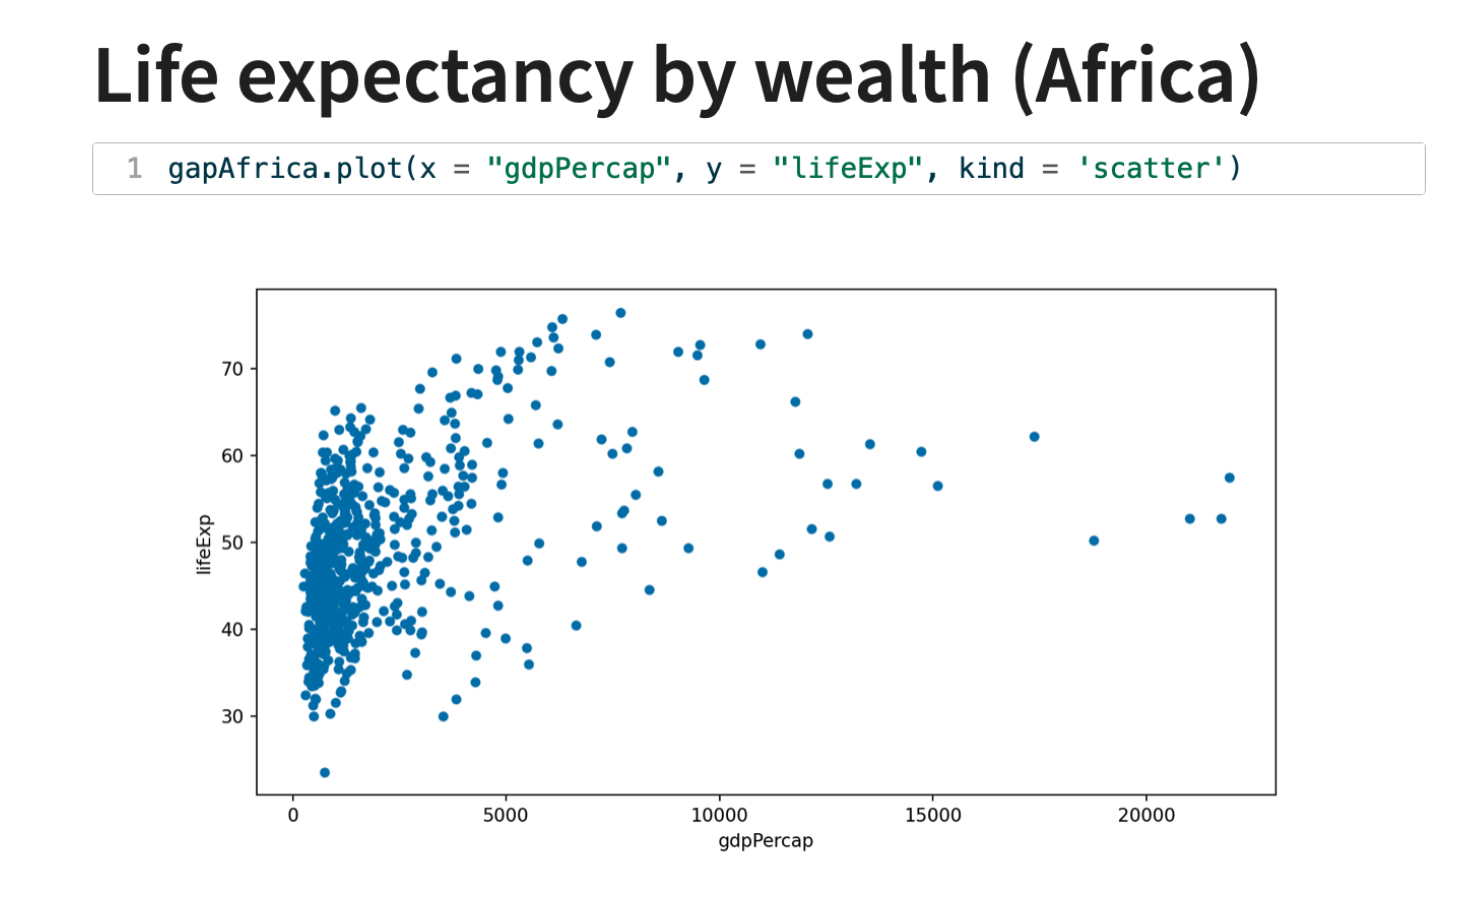 Life expectancy by wealth (Africa)
1 gapAfrica.plot(x = "gdpPercap", y = "lifeExp", kind = 'scatter')
70
60
50
40
30
lifeExp
0 5000 10000 15000 20000
gdpPercap